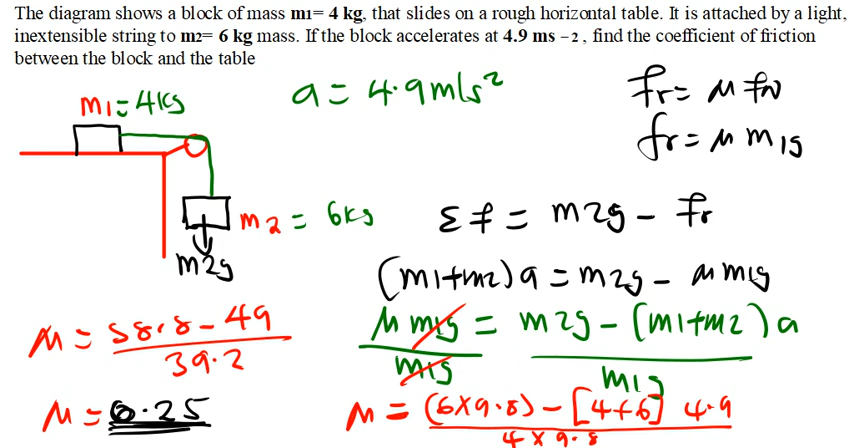 The diagram shows a block of mass m1= 4 kg, that slides on a rough horizontal table. It is attached by a light,
inextensible string to m2= 6 kg mass. If the block accelerates at 4.9 ms −2 , find the coefficient of friction
between the block and the table
m1=4kg
a = 4.9m/s²
fr = μ fN
fr = μ m1g
m2 = 6kg
m2g
Σf = m2g - fr
(m1+m2)a = m2g - μm1g
μ m1g = m2g - (m1+m2)a
m1g
m1g
μ = (6x9.8) - [4+6] 4.9
4 x 9.8
μ = 58.8 - 49
39.2
μ = 0.25